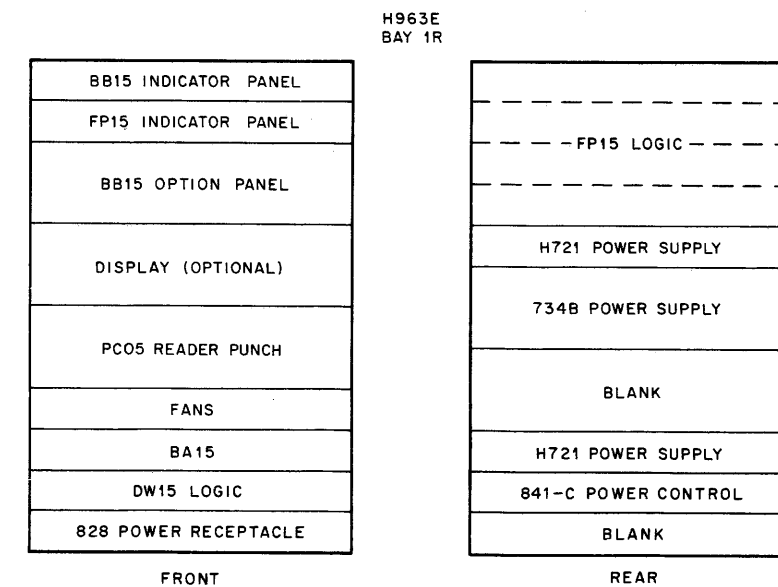 H963E
BAY 1R
BB15 INDICATOR PANEL
FP15 INDICATOR PANEL
BB15 OPTION PANEL
DISPLAY (OPTIONAL)
PC05 READER PUNCH
FANS
BA15
DW15 LOGIC
828 POWER RECEPTACLE
FRONT
FP15 LOGIC
H721 POWER SUPPLY
734B POWER SUPPLY
BLANK
H721 POWER SUPPLY
841-C POWER CONTROL
BLANK
REAR